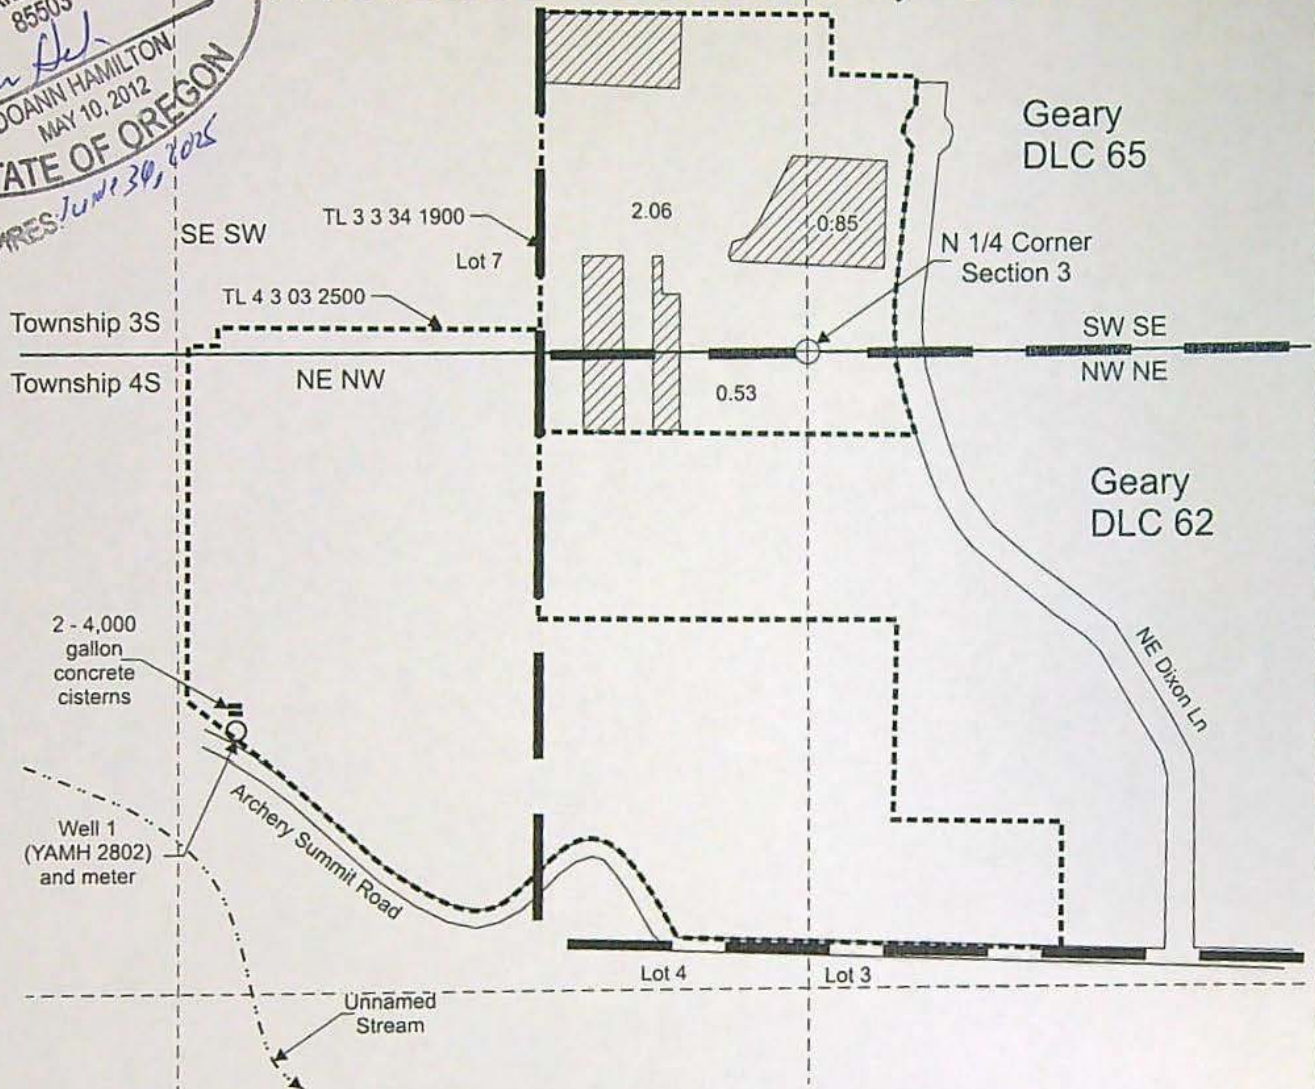 85503
DOANN HAMILTON
MAY 10, 2012
STATE OF OREGON
June 30, 2025
SE SW
TL 3 3 34 1900
Lot 7
TL 4 3 03 2500
Township 3S
Township 4S
NE NW
2.06
0.85
0.53
Geary
DLC 65
N 1/4 Corner
Section 3
SW SE
NW NE
Geary
DLC 62
NE Dixon Ln
2 - 4,000
gallon
concrete
cisterns
Well 1
(YAMH 2802)
and meter
Archery Summit Road
Lot 4
Lot 3
Unnamed
Stream